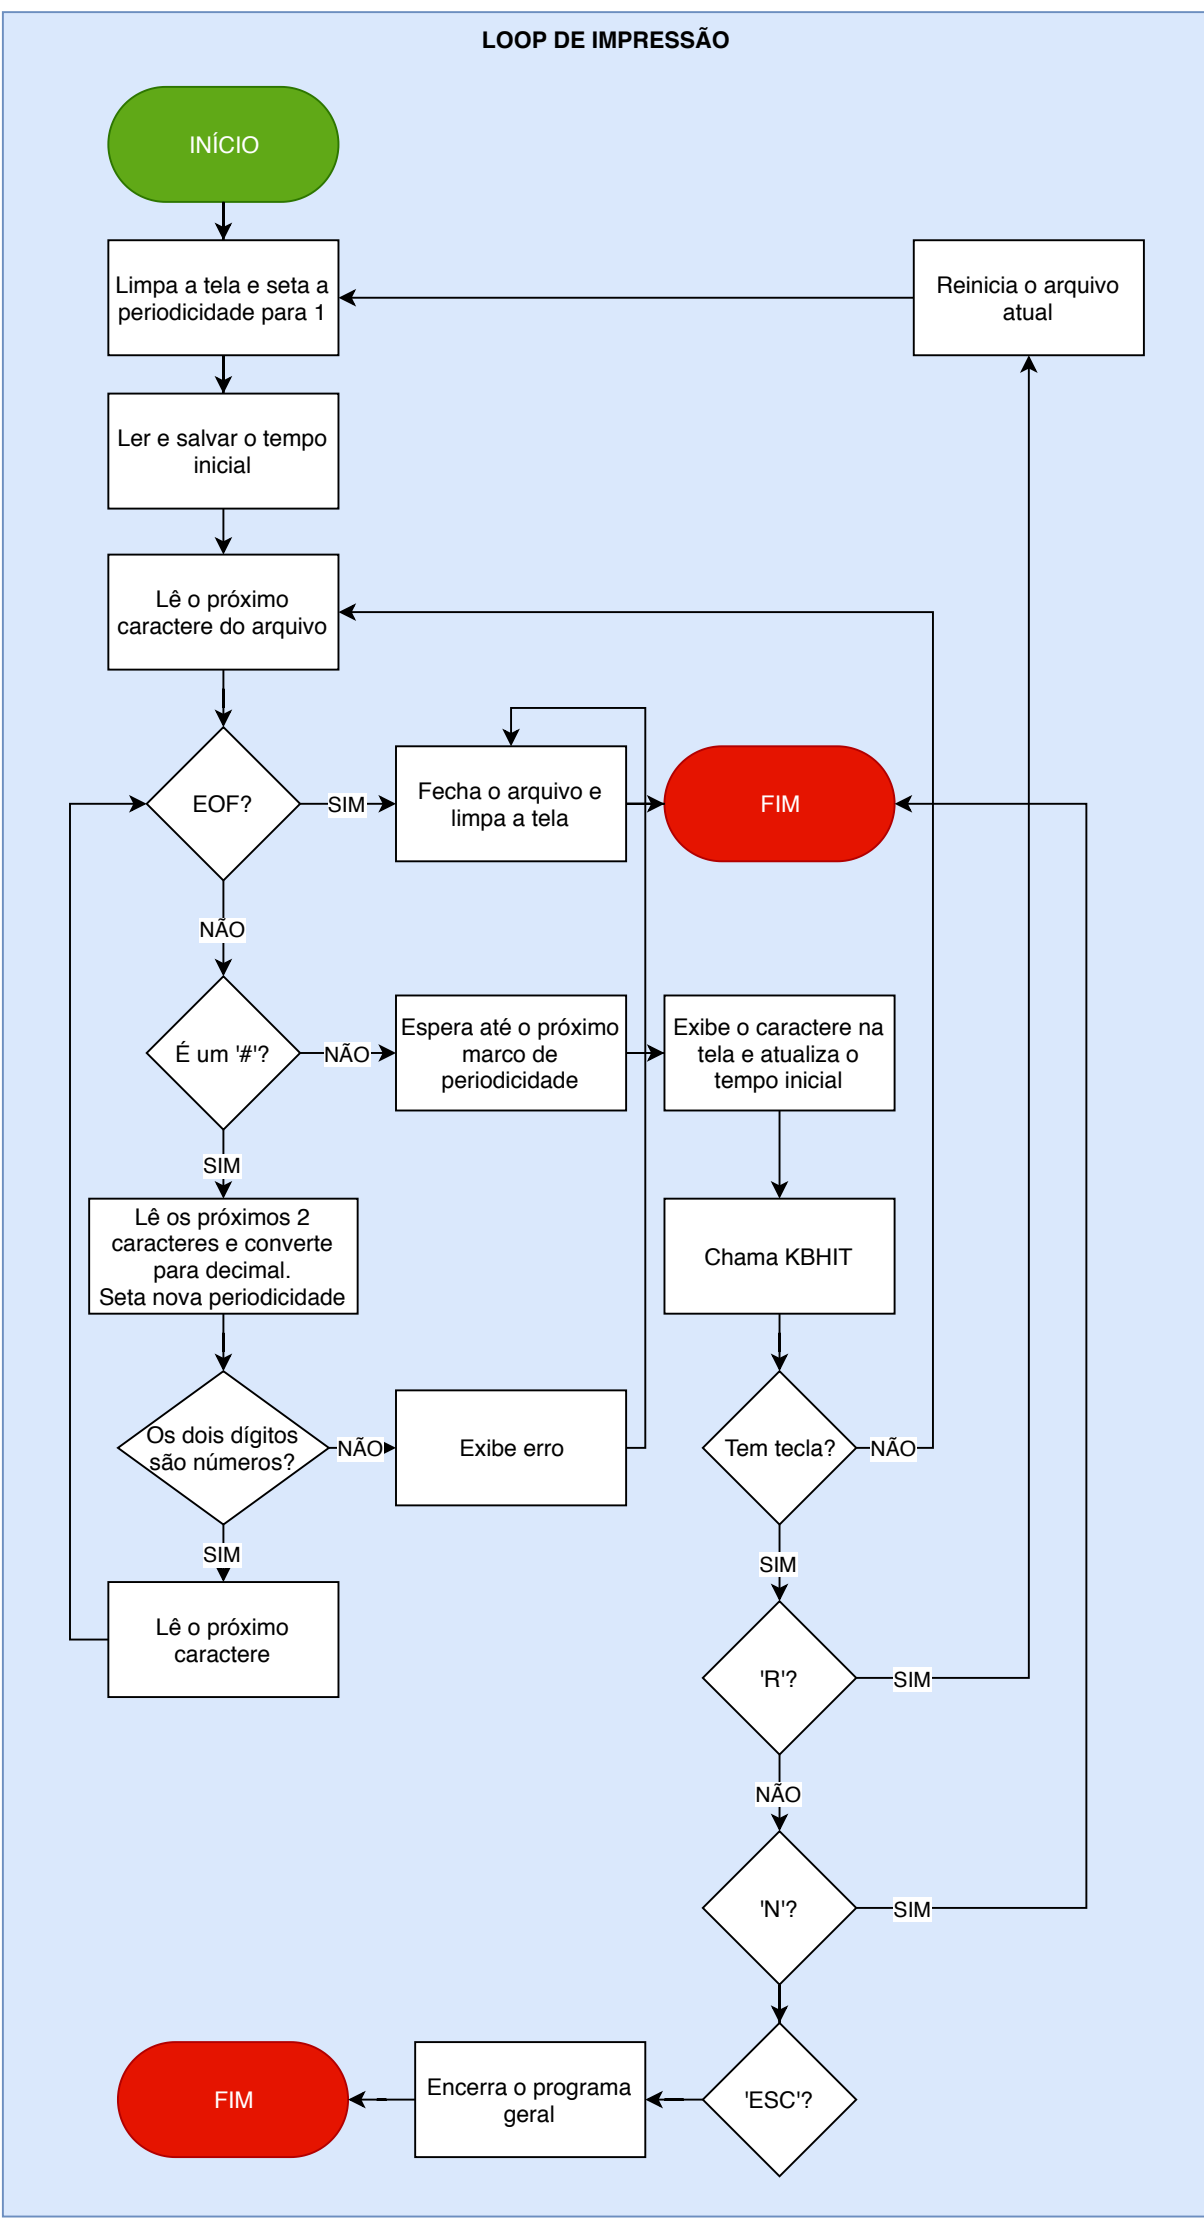 LOOP DE IMPRESSÃO
INÍCIO
Limpa a tela e seta a
periodicidade para 1
Reinicia o arquivo
atual
Ler e salvar o tempo
inicial
Lê o próximo
caractere do arquivo
EOF?
SIM
Fecha o arquivo e
limpa a tela
FIM
NÃO
É um '#'?
NÃO
Espera até o próximo
marco de
periodicidade
Exibe o caractere na
tela e atualiza o
tempo inicial
SIM
Lê os próximos 2
caracteres e converte
para decimal.
Seta nova periodicidade
Chama KBHIT
Os dois dígitos
são números?
NÃO
Exibe erro
Tem tecla?
NÃO
SIM
SIM
Lê o próximo
caractere
'R'?
SIM
NÃO
'N'?
SIM
'ESC'?
Encerra o programa
geral
FIM